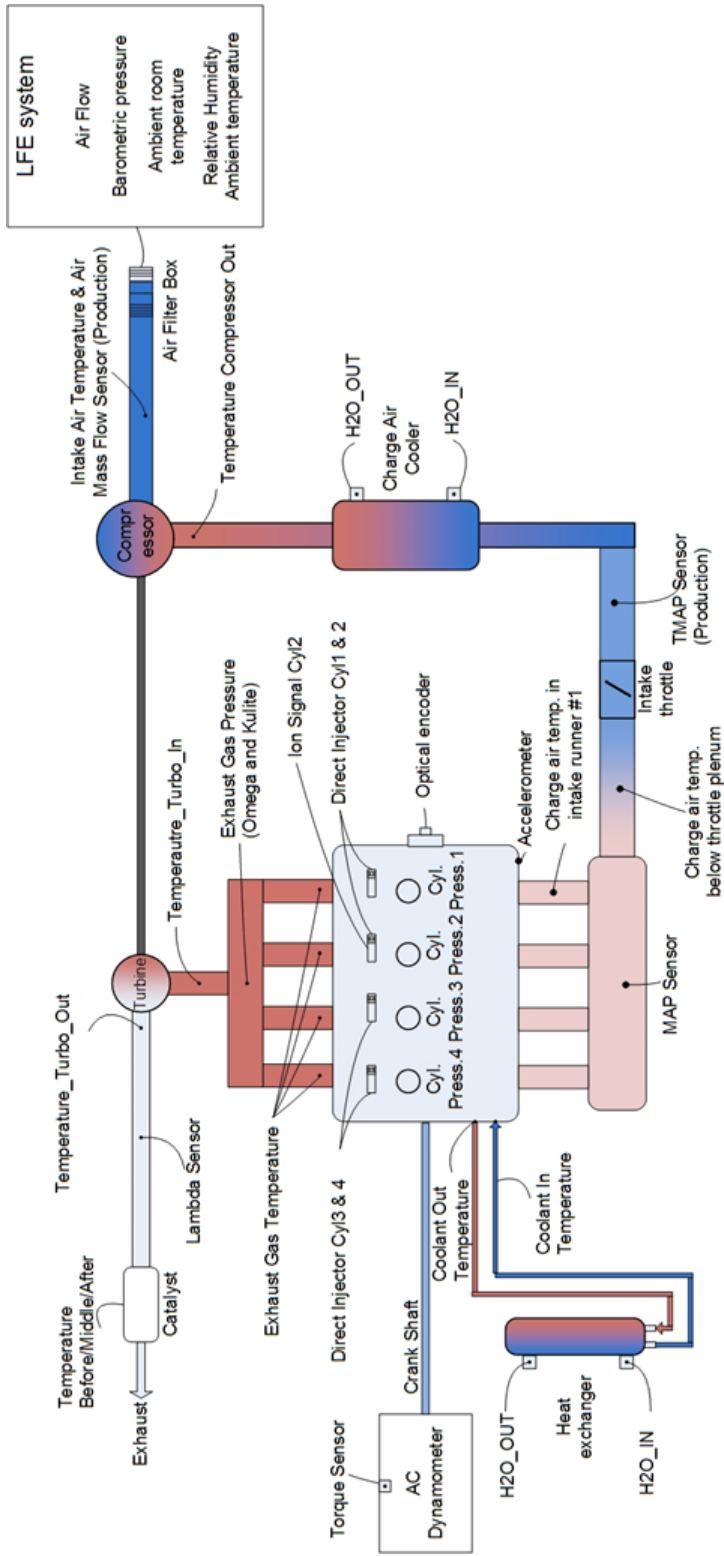 LFE system
Air Flow
Barometric pressure
Ambient room
temperature
Relative Humidity
Ambient temperature
Intake Air Temperature & Air
Mass Flow Sensor (Production)
Air Filter Box
Compr
essor
Temperature Compressor Out
H2O_OUT
Charge Air
Cooler
H2O_IN
TMAP Sensor
(Production)
Intake
throttle
Charge air temp.
below throttle plenum
MAP Sensor
Charge air temp. in
intake runner #1
Accelerometer
Optical encoder
Direct Injector Cyl1 & 2
Ion Signal Cyl2
Exhaust Gas Pressure
(Omega and Kulite)
Temperautre_Turbo_In
Turbine
Temperature_Turbo_Out
Lambda Sensor
Temperature
Before/Middle/After
Catalyst
Exhaust
Exhaust Gas Temperature
Direct Injector Cyl3 & 4
Cyl. Cyl. Cyl. Cyl.
Press.4 Press.3 Press.2 Press.1
Crank Shaft
Coolant Out
Temperature
Coolant In
Temperature
Torque Sensor
AC
Dynamometer
H2O_OUT
Heat
exchanger
H2O_IN